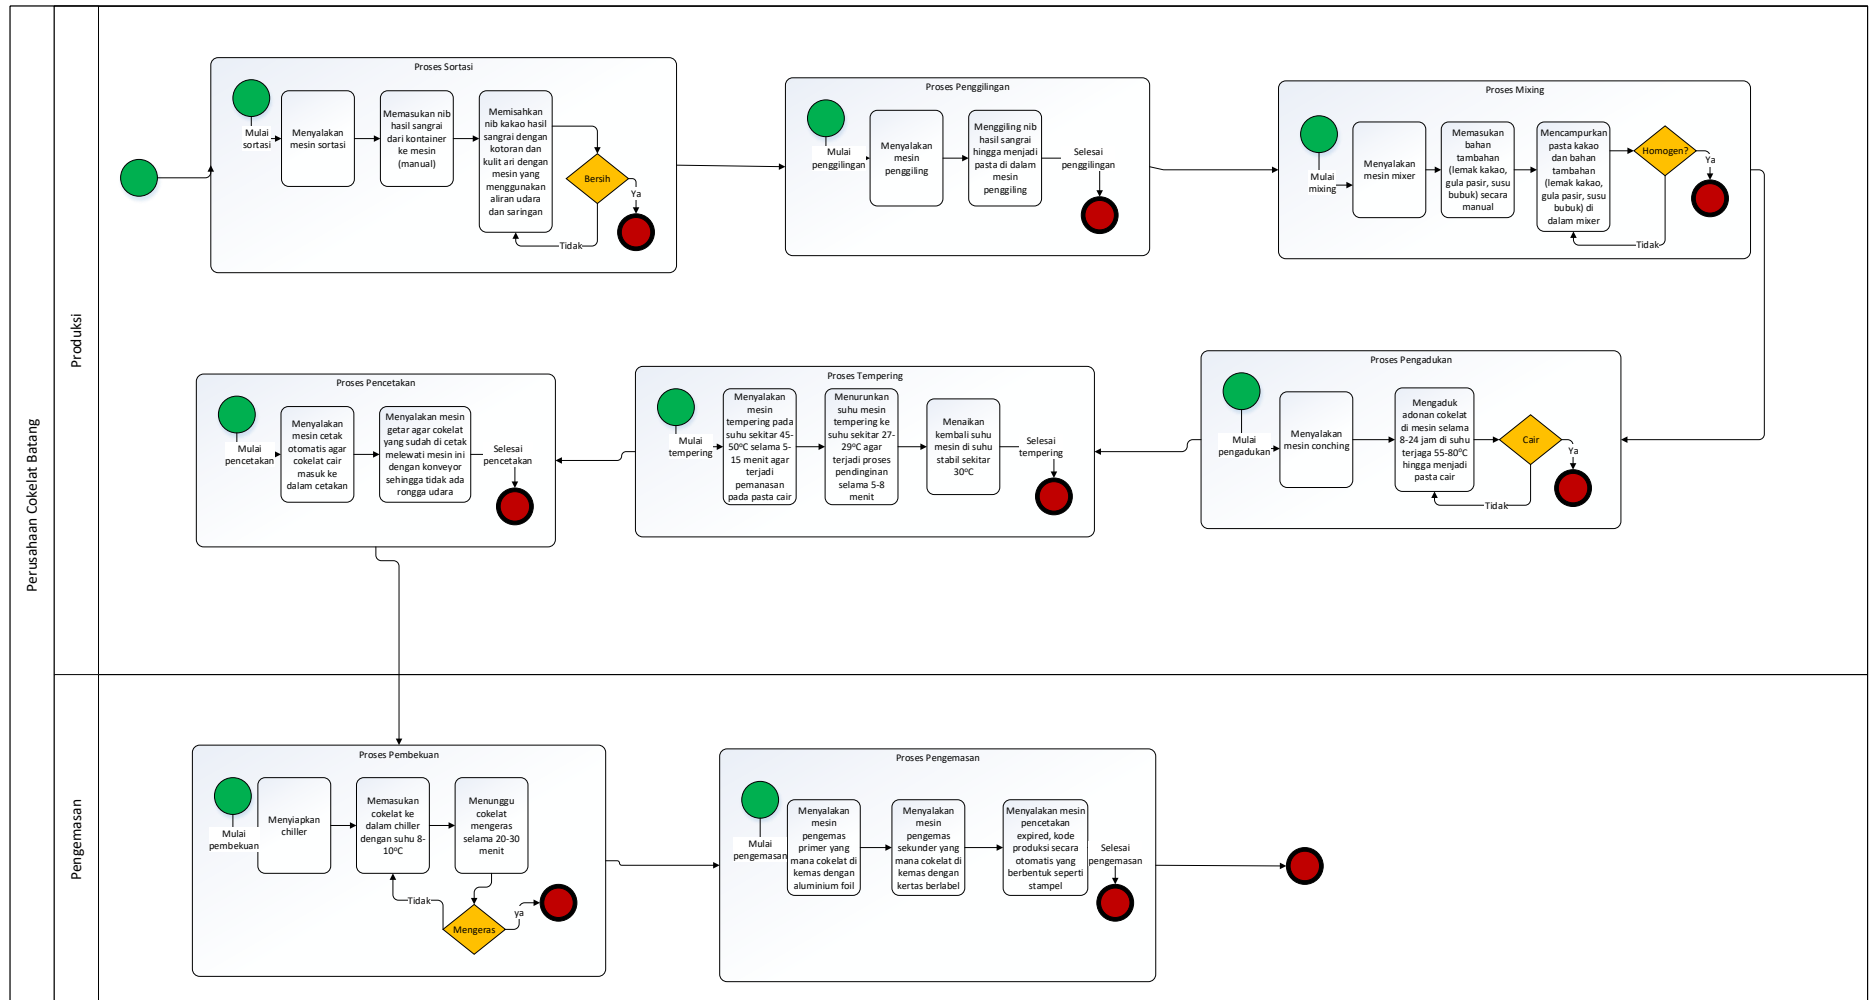 Perusahaan Cokelat Batang
Produksi
Proses Sortasi
Mulai
sortasi
Menyalakan
mesin sortasi
Memasukan nib
hasil sangrai
dari kontainer
ke mesin
(manual)
Memisahkan
nib kakao hasil
sangrai dengan
kotoran dan
kulit ari dengan
mesin yang
menggunakan
aliran udara
dan saringan
Bersih
Ya
Tidak
Proses Penggilingan
Mulai
penggilingan
Menyalakan
mesin
penggiling
Menggiling nib
hasil sangrai
hingga menjadi
pasta di dalam
mesin
penggiling
Selesai
penggilingan
Proses Mixing
Mulai
mixing
Menyalakan
mesin mixer
Memasukan
bahan
tambahan
(lemak kakao,
gula pasir, susu
bubuk) secara
manual
Mencampurkan
pasta kakao
dan bahan
tambahan
(lemak kakao,
gula pasir, susu
bubuk) di
dalam mixer
Homogen?
Ya
Tidak
Proses Pencetakan
Mulai
pencetakan
Menyalakan
mesin cetak
otomatis agar
cokelat cair
masuk ke
dalam cetakan
Menyalakan mesin
getar agar cokelat
yang sudah di cetak
melewati mesin ini
dengan konveyor
sehingga tidak ada
rongga udara
Selesai
pencetakan
Proses Tempering
Mulai
tempering
Menyalakan
mesin
tempering pada
suhu sekitar 45-
50°C selama 5-
15 menit agar
terjadi
pemanasan
pada pasta cair
Menurunkan
suhu mesin
tempering ke
suhu sekitar 27-
29°C agar
terjadi proses
pendinginan
selama 5-8
menit
Menaikan
kembali suhu
mesin di suhu
stabil sekitar
30°C
Selesai
tempering
Proses Pengadukan
Mulai
pengadukan
Menyalakan
mesin conching
Mengaduk
adonan cokelat
di mesin selama
8-24 jam di suhu
terjaga 55-80°C
hingga menjadi
pasta cair
Cair
Ya
Tidak
Pengemasan
Proses Pembekuan
Mulai
pembekuan
Menyiapkan
chiller
Memasukan
cokelat ke
dalam chiller
dengan suhu 8-
10°C
Menunggu
cokelat
mengeras
selama 20-30
menit
Mengeras
ya
Tidak
Proses Pengemasan
Mulai
pengemasan
Menyalakan
mesin
pengemas
primer yang
mana cokelat di
kemas dengan
aluminium foil
Menyalakan
mesin
pengemas
sekunder yang
mana cokelat di
kemas dengan
kertas berlabel
Menyalakan mesin
pencetakan
expired, kode
produksi secara
otomatis yang
berbentuk seperti
stampel
Selesai
pengemasan